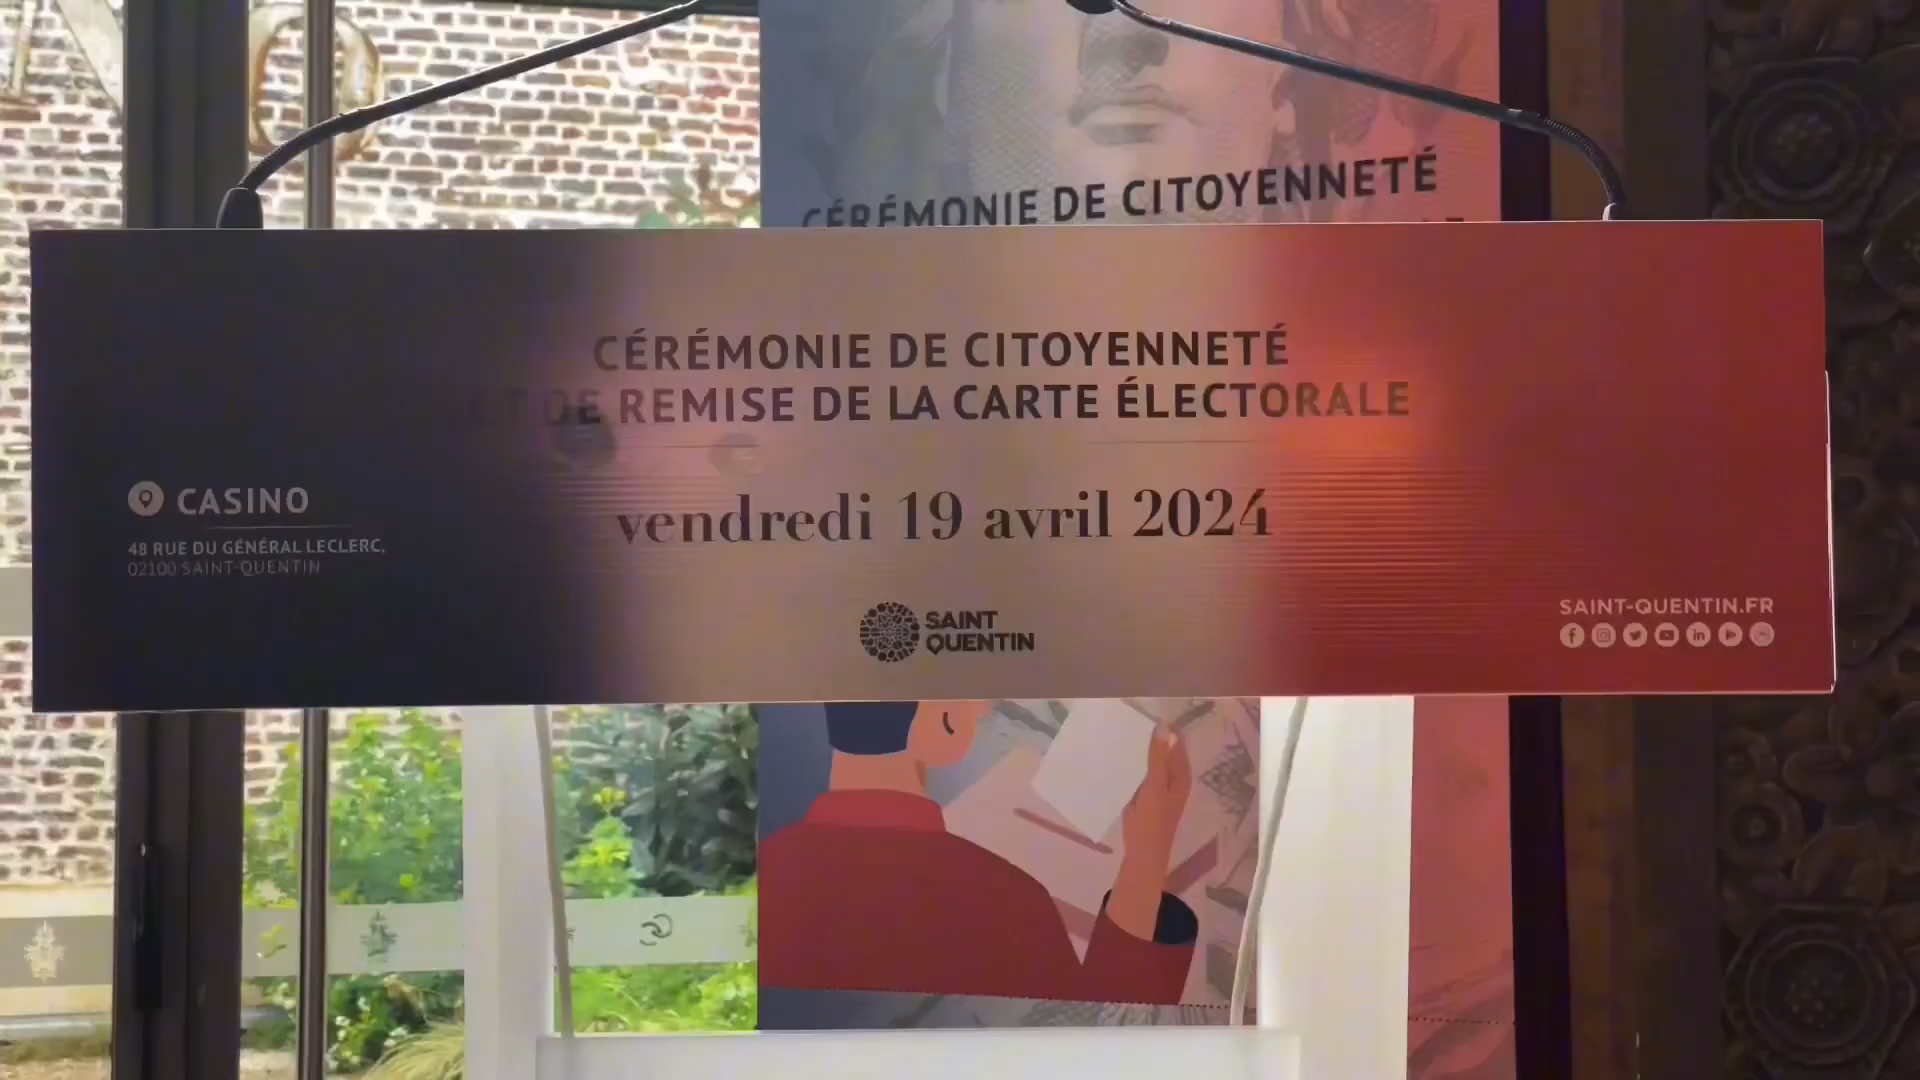 CÉRÉMONIE DE CITOYENNETÉ
CÉRÉMONIE DE CITOYENNETÉ
ET DE REMISE DE LA CARTE ÉLECTORALE
vendredi 19 avril 2024
CASINO
48 RUE DU GÉNÉRAL LECLERC,
02100 SAINT-QUENTIN
SAINT
QUENTIN
SAINT-QUENTIN.FR